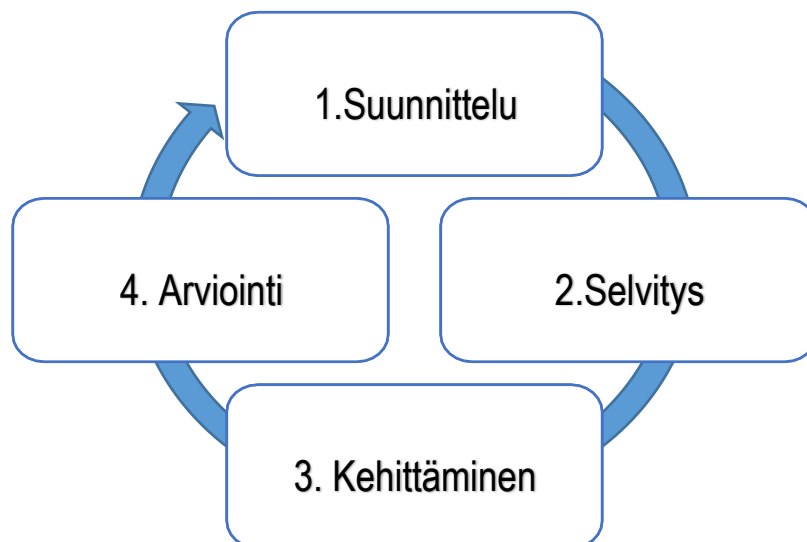 1.Suunnittelu
2.Selvitys
3. Kehittäminen
4. Arviointi